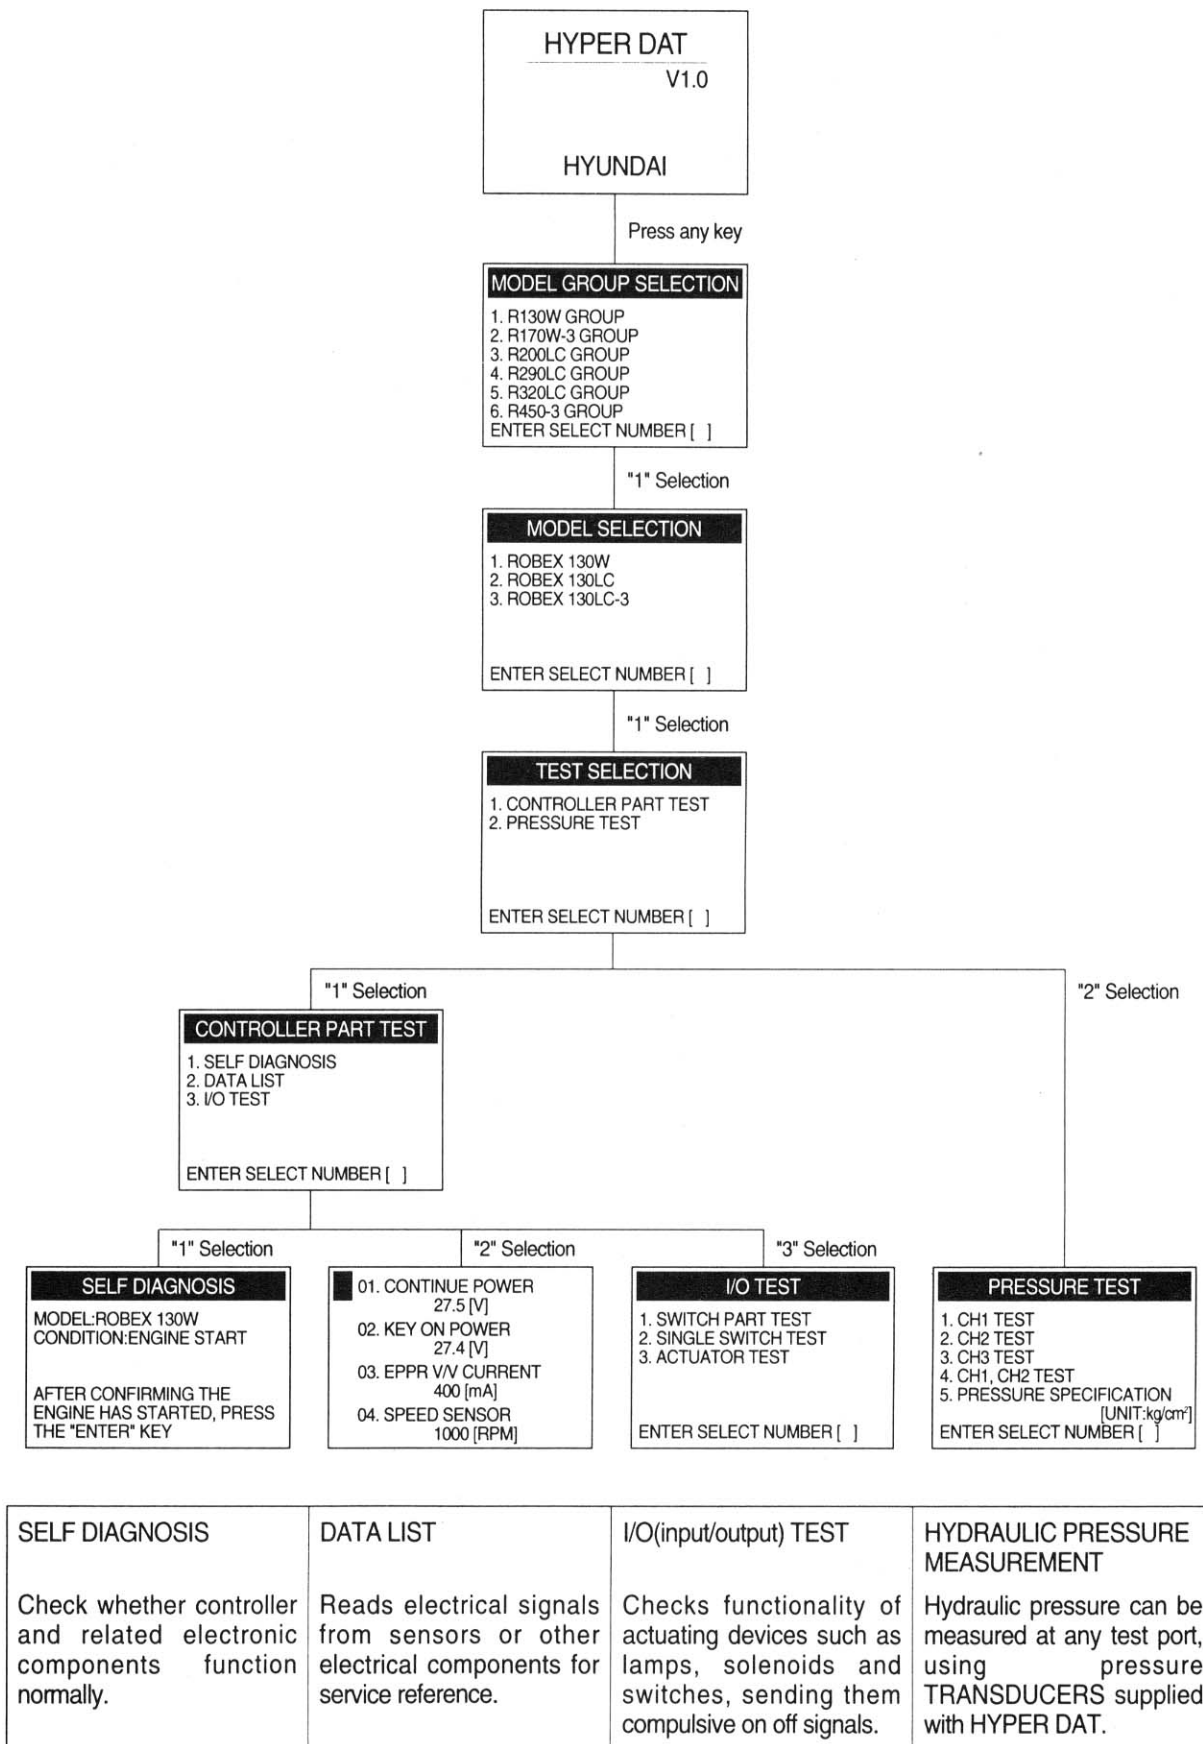 HYPER DAT
V1.0
HYUNDAI
Press any key
MODEL GROUP SELECTION
1. R130W GROUP
2. R170W-3 GROUP
3. R200LC GROUP
4. R290LC GROUP
5. R320LC GROUP
6. R450-3 GROUP
ENTER SELECT NUMBER [ ]
"1" Selection
MODEL SELECTION
1. ROBEX 130W
2. ROBEX 130LC
3. ROBEX 130LC-3
ENTER SELECT NUMBER [ ]
"1" Selection
TEST SELECTION
1. CONTROLLER PART TEST
2. PRESSURE TEST
ENTER SELECT NUMBER [ ]
"1" Selection
"2" Selection
CONTROLLER PART TEST
1. SELF DIAGNOSIS
2. DATA LIST
3. I/O TEST
ENTER SELECT NUMBER [ ]
"1" Selection
"2" Selection
"3" Selection
SELF DIAGNOSIS
MODEL:ROBEX 130W
CONDITION:ENGINE START
AFTER CONFIRMING THE
ENGINE HAS STARTED, PRESS
THE "ENTER" KEY
01. CONTINUE POWER
27.5 [V]
02. KEY ON POWER
27.4 [V]
03. EPPR V/V CURRENT
400 [mA]
04. SPEED SENSOR
1000 [RPM]
I/O TEST
1. SWITCH PART TEST
2. SINGLE SWITCH TEST
3. ACTUATOR TEST
ENTER SELECT NUMBER [ ]
PRESSURE TEST
1. CH1 TEST
2. CH2 TEST
3. CH3 TEST
4. CH1, CH2 TEST
5. PRESSURE SPECIFICATION
[UNIT:kg/cm²]
ENTER SELECT NUMBER [ ]
SELF DIAGNOSIS
Check whether controller
and related electronic
components function
normally.
DATA LIST
Reads electrical signals
from sensors or other
electrical components for
service reference.
I/O(input/output) TEST
Checks functionality of
actuating devices such as
lamps, solenoids and
switches, sending them
compulsive on off signals.
HYDRAULIC PRESSURE
MEASUREMENT
Hydraulic pressure can be
measured at any test port,
using pressure
TRANSDUCERS supplied
with HYPER DAT.